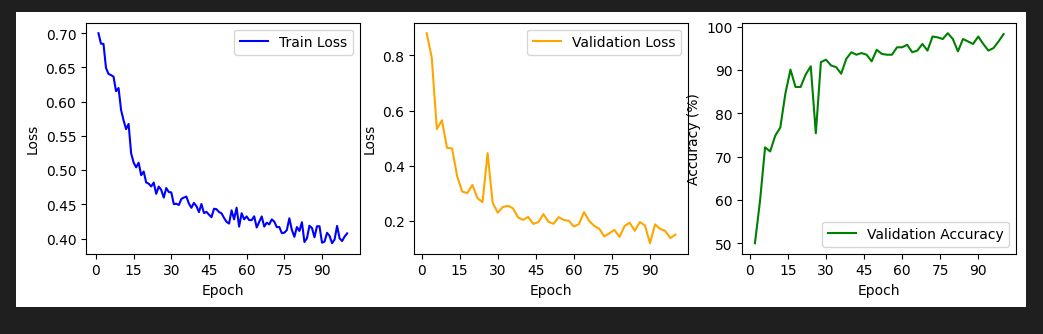 0.70
0.65
0.60
0.55
0.50
0.45
0.40
Loss
Train Loss
0 15 30 45 60 75 90
Epoch
0.8
0.6
0.4
0.2
Loss
Validation Loss
0 15 30 45 60 75 90
Epoch
100
90
80
70
60
50
Accuracy (%)
Validation Accuracy
0 15 30 45 60 75 90
Epoch